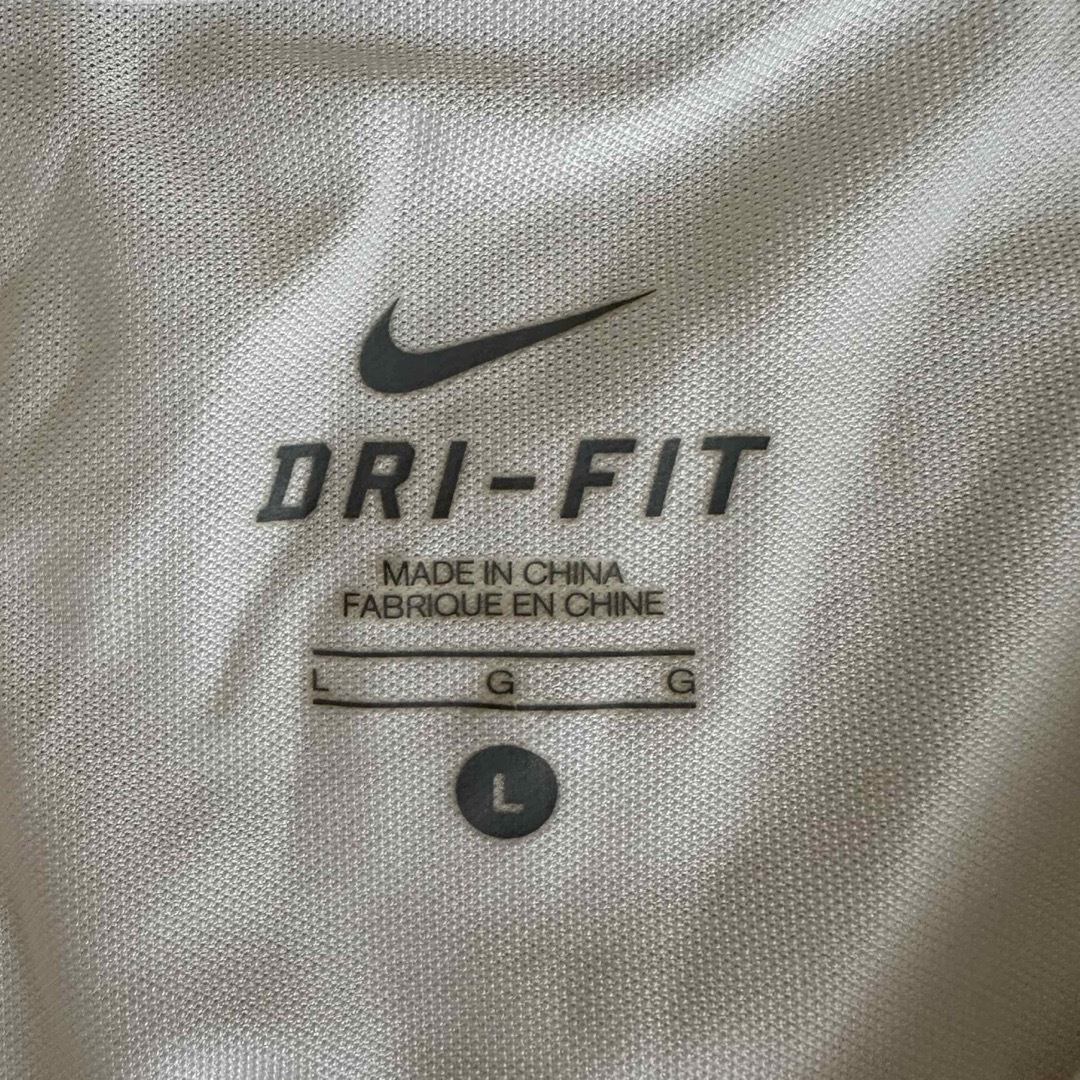 DRI-FIT
MADE IN CHINA
FABRIQUE EN CHINE
L G G
L